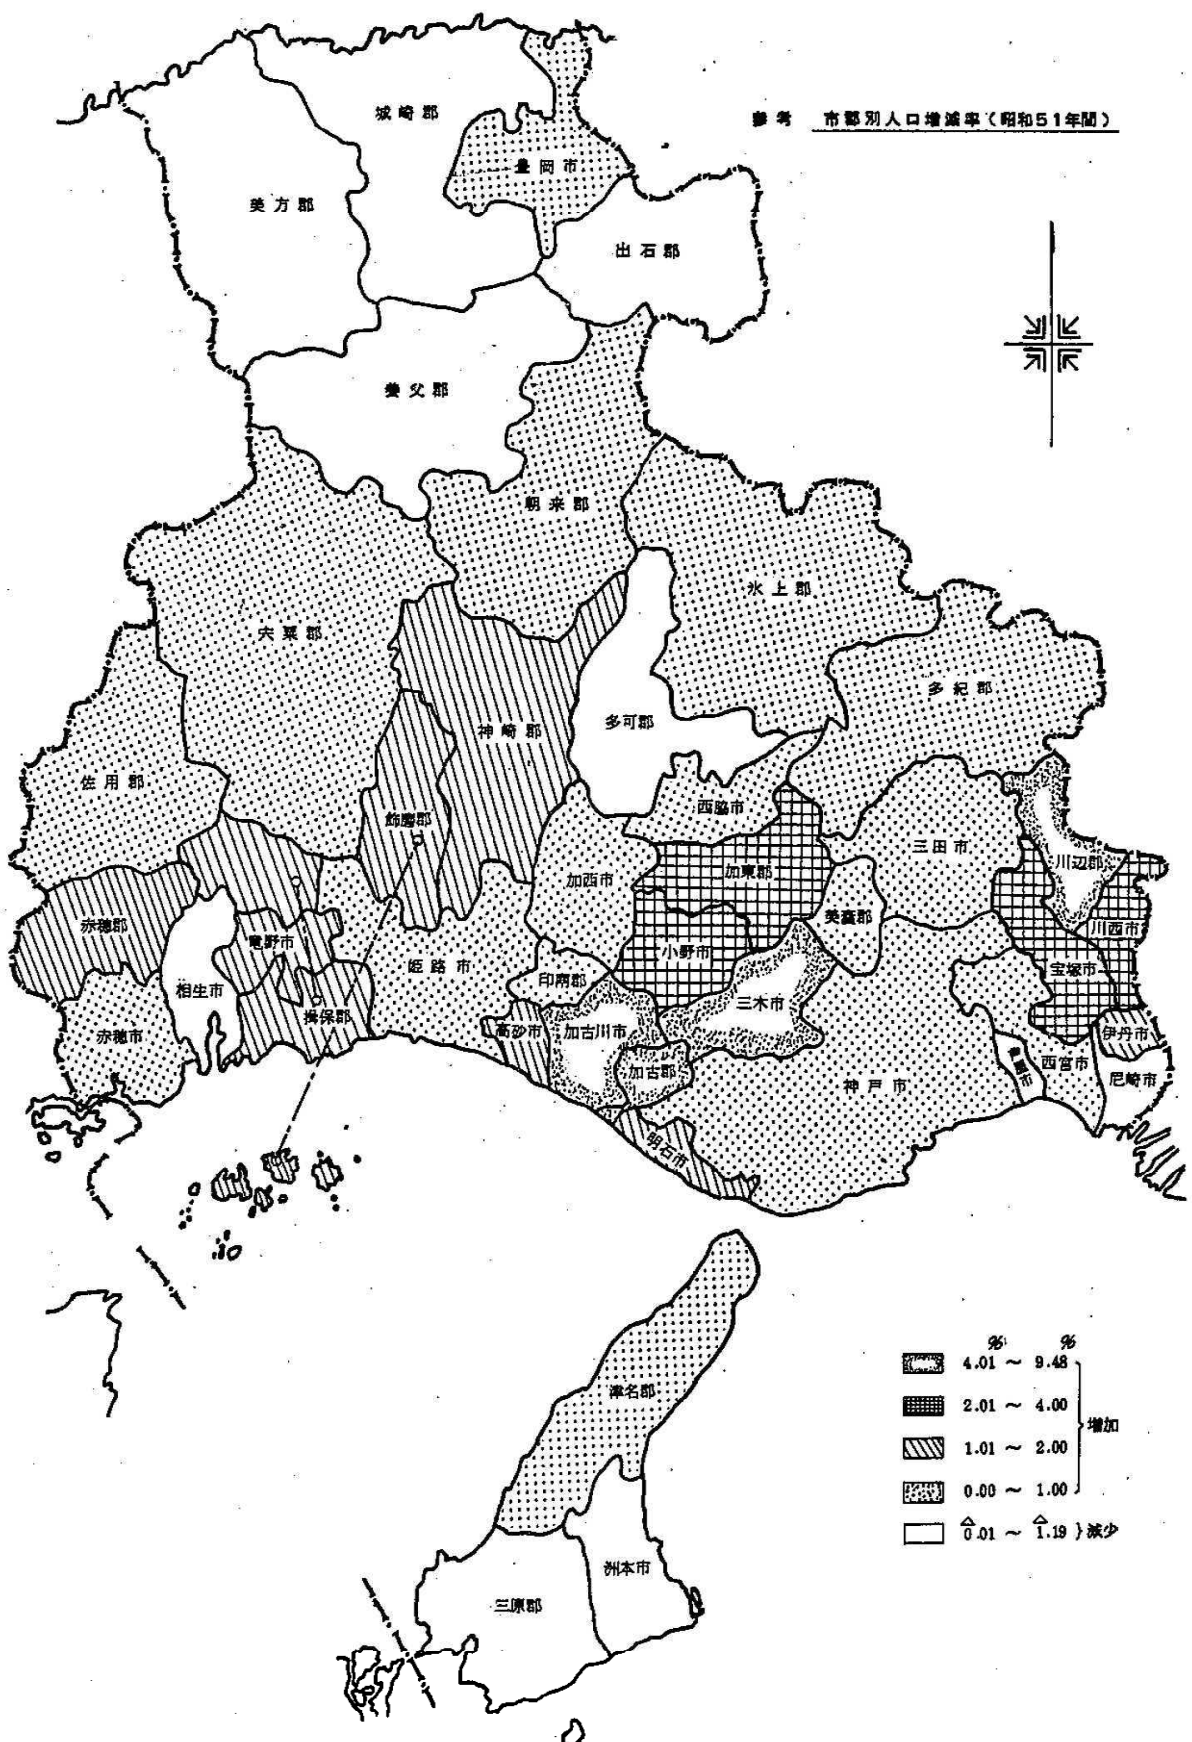 参考 市郡別人口増減率(昭和51年間)
城崎郡
豊岡市
美方郡
出石郡
養父郡
朝来郡
氷上郡
宍粟郡
多紀郡
神崎郡
多可郡
佐用郡
西脇市
飾磨郡
三田市
川辺郡
加西市
加東郡
赤穂郡
美嚢郡
川西市
竜野市
小野市
姫路市
宝塚市
印南郡
相生市
三木市
揖保郡
高砂市
加古川市
赤穂市
伊丹市
西宮市
加古郡
芦屋市
尼崎市
神戸市
明石市
津名郡
洲本市
三原郡
% %
4.01 ~ 9.48
2.01 ~ 4.00
増加
1.01 ~ 2.00
0.00 ~ 1.00
△0.01 ~ △1.19 } 減少